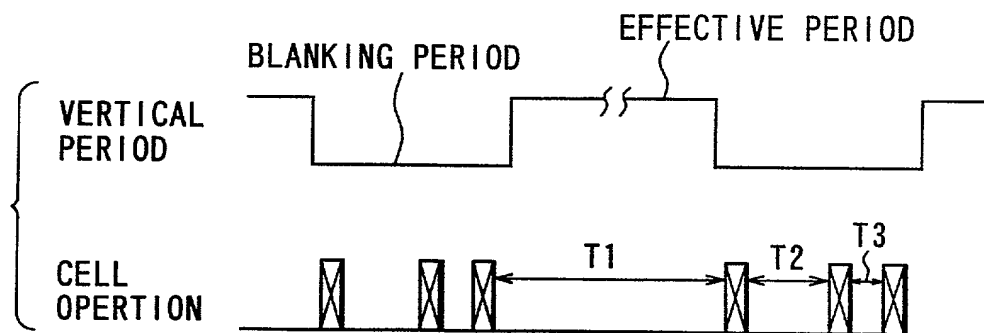 EFFECTIVE PERIOD
BLANKING PERIOD
VERTICAL
PERIOD
T1
T2
T3
CELL
OPERTION